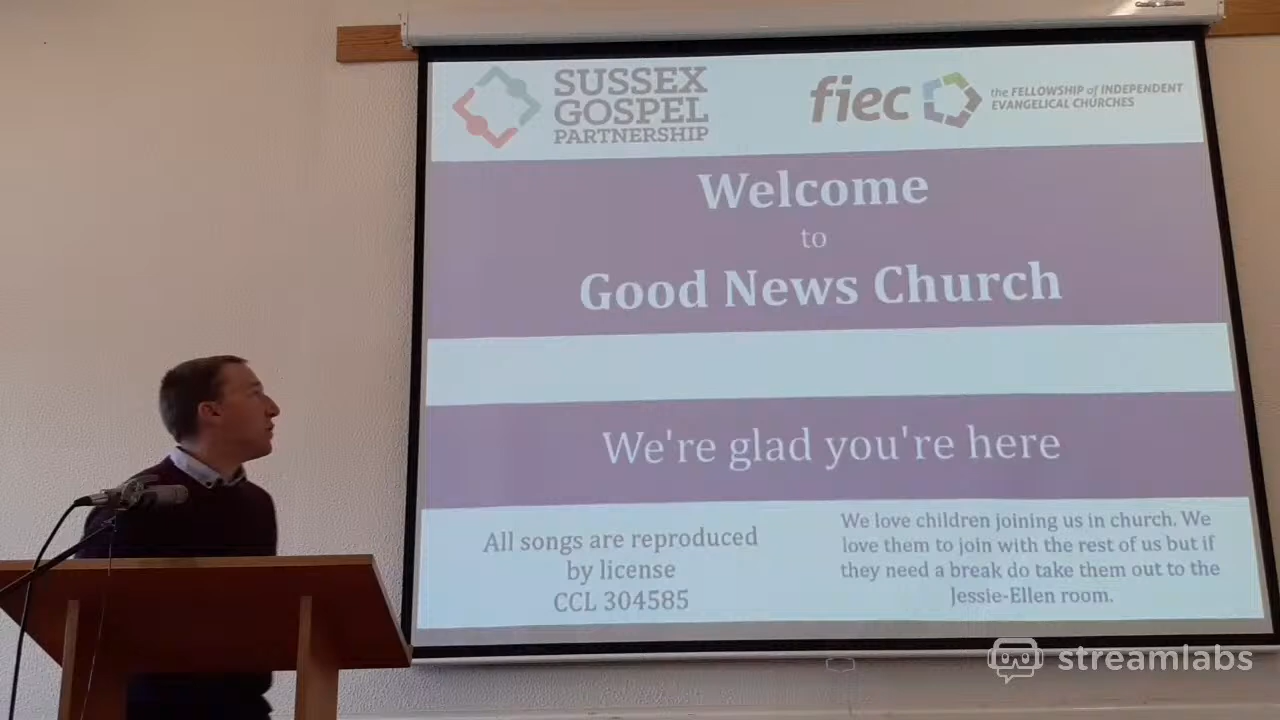 SUSSEX
GOSPEL
PARTNERSHIP
fiec
the FELLOWSHIP of INDEPENDENT
EVANGELICAL CHURCHES
Welcome
to
Good News Church
We're glad you're here
All songs are reproduced
by license
CCL 304585
We love children joining us in church. We
love them to join with the rest of us but if
they need a break do take them out to the
Jessie-Ellen room.
streamlabs